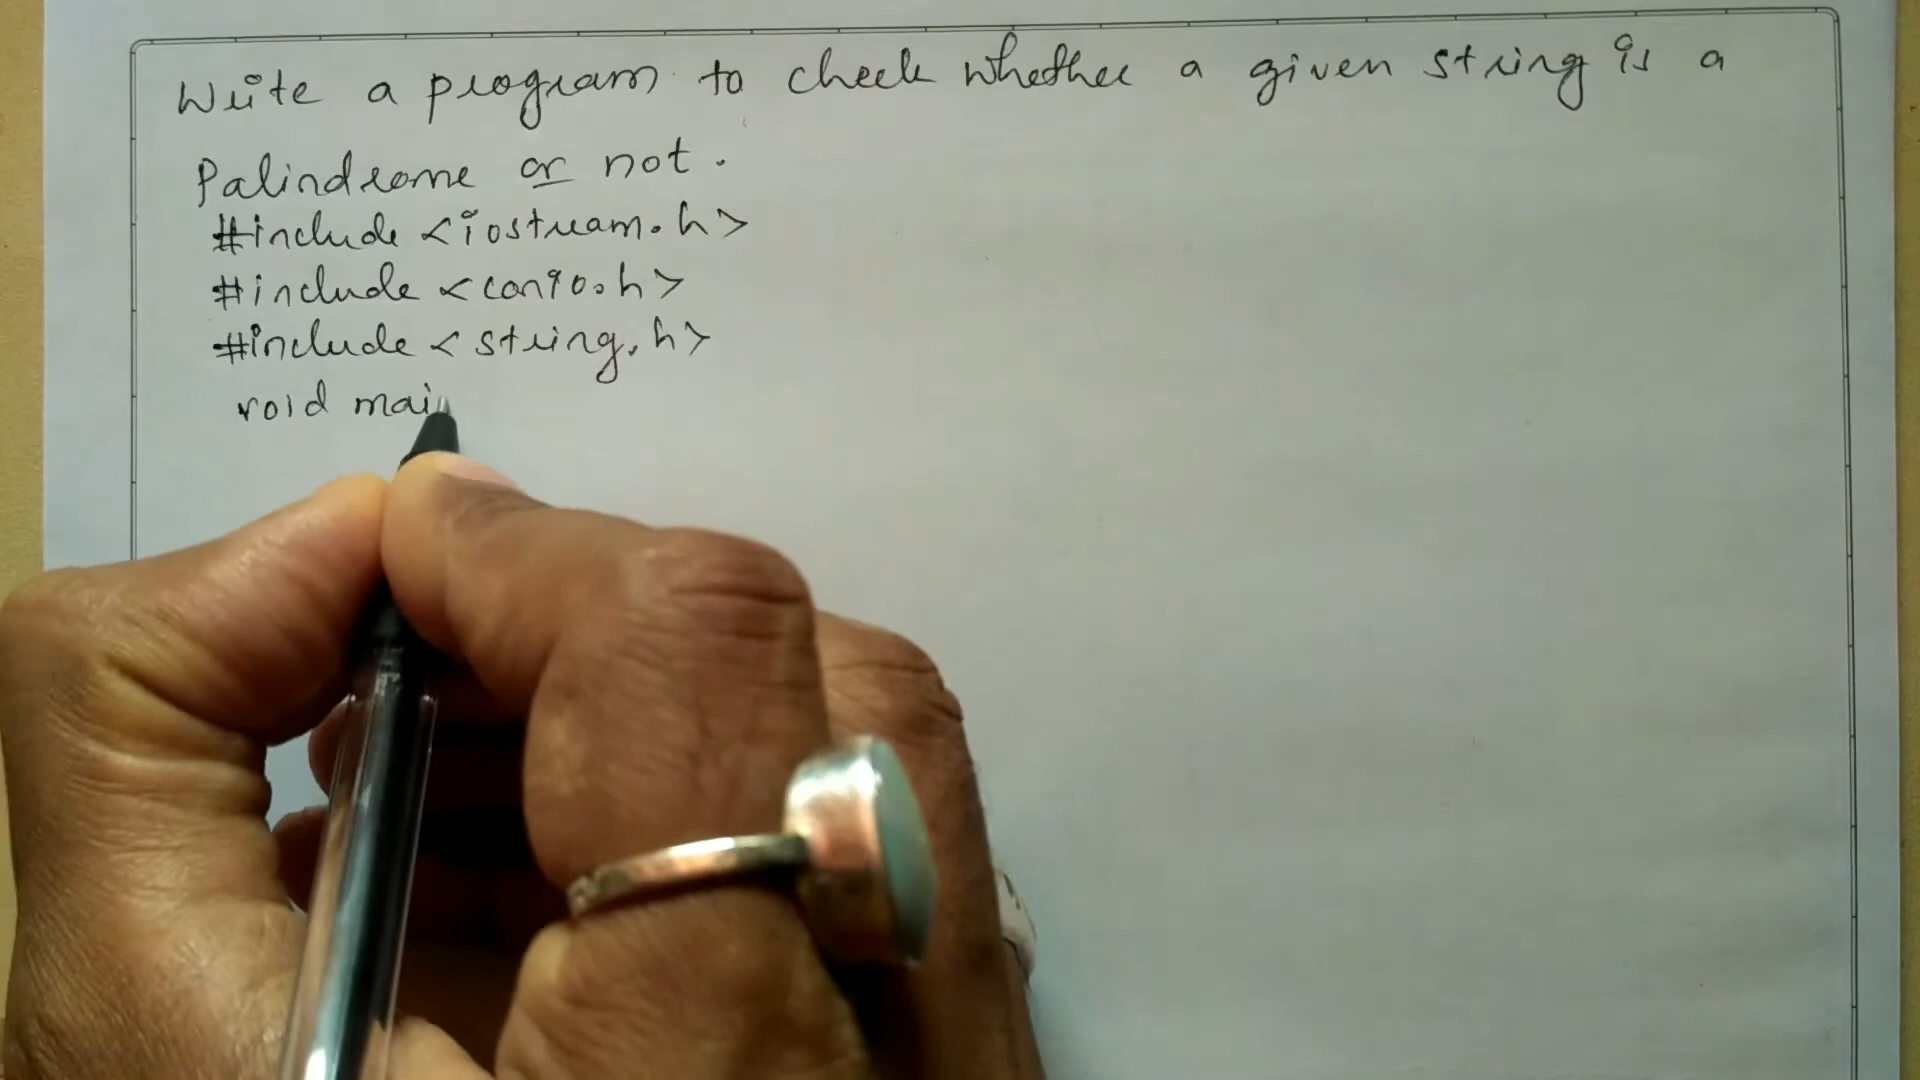 Write a program to check whether a given string is a
Palindrome or not.
#include <iostream.h>
#include <conio.h>
#include <string.h>
void mai